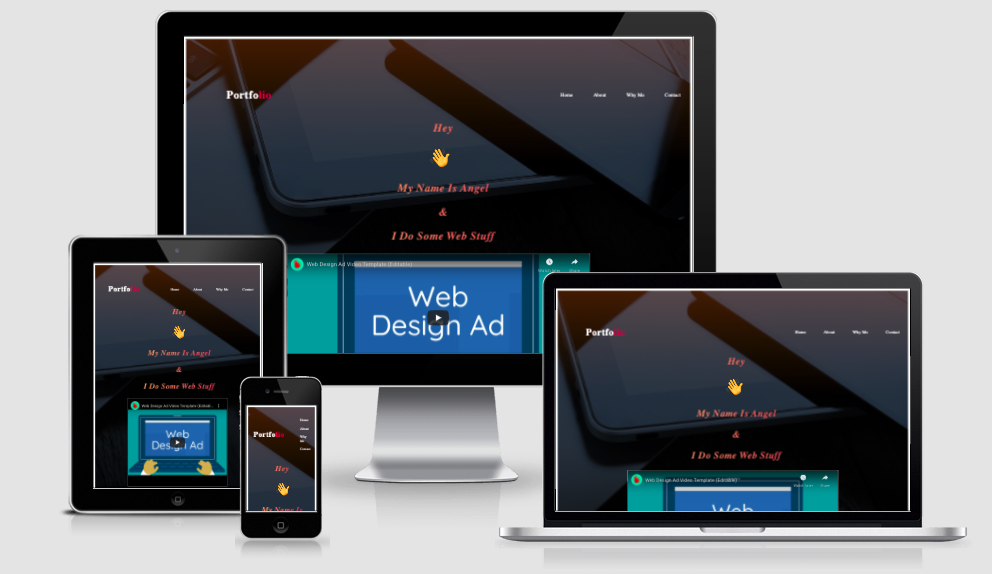 Portfolio
Home About Why Me Contact
Hey
My Name Is Angel
&
I Do Some Web Stuff
Web Design Ad Video Template (Editable)
Watch later Share
Web
Design Ad
Portfolio
Home About Why Me Contact
Hey
My Name Is Angel
&
I Do Some Web Stuff
Web Design Ad Video Template (Editab...
Web
Design Ad
Portfolio
Home
About
Why
Me
Contact
Hey
My Name Is
Portfolio
Home About Why Me Contact
Hey
My Name Is Angel
&
I Do Some Web Stuff
Web Design Ad Video Template (Editable)
Watch later Share
Web